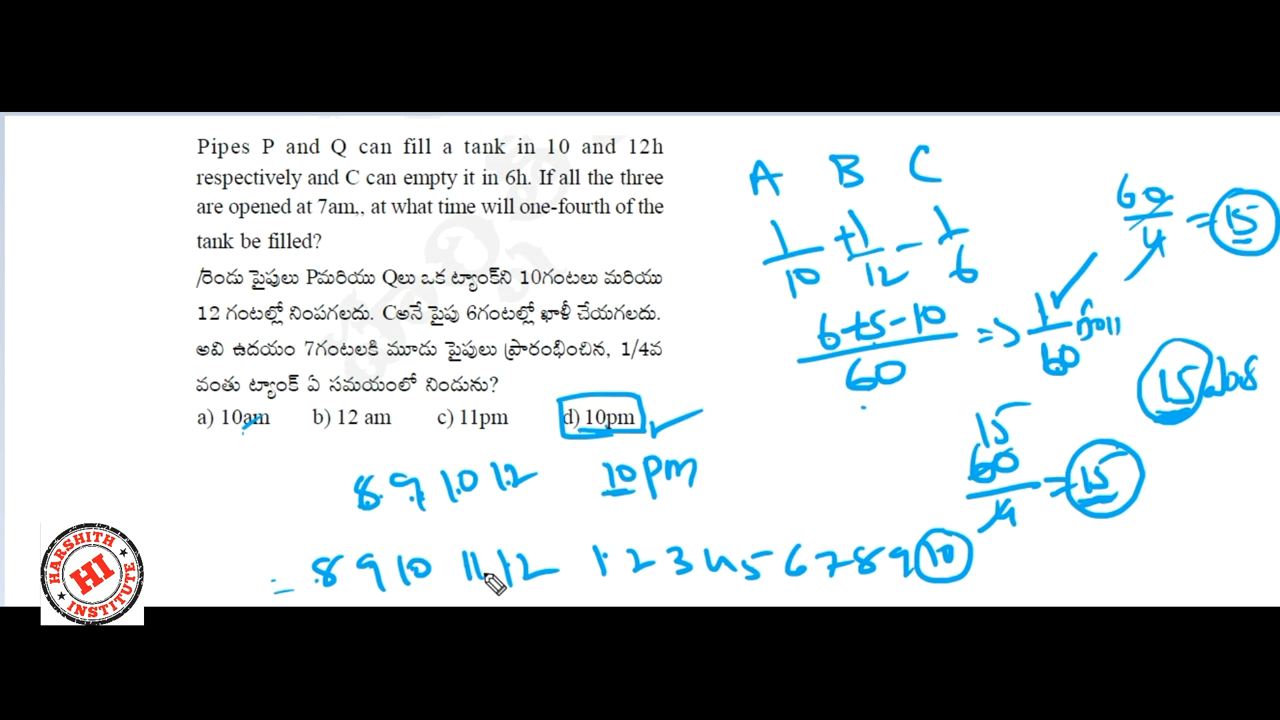 Pipes P and Q can fill a tank in 10 and 12h
respectively and C can empty it in 6h. If all the three
are opened at 7am,, at what time will one-fourth of the
tank be filled?
/రెండు పైపులు Pమరియు Qలు ఒక ట్యాంక్‌ని 10గంటలు మరియు
12 గంటల్లో నింపగలదు. Cఅనే పైపు 6గంటల్లో ఖాళీ చేయగలదు.
అవి ఉదయం 7గంటలకి మూడు పైపులు ప్రారంభించిన, 1/4వ
వంతు ట్యాంక్ ఏ సమయంలో నిండును?
a) 10am b) 12 am c) 11pm d) 10pm
A B C
1/10 + 1/12 - 1/6
6+5-10/60 => 1/60
60/4 = 15
15
15
60/4 = 15
8 9 10 12 10pm
= 8 9 10 11 12 1 2 3 4 5 6 7 8 9 10
HARSHITH
HI
INSTITUTE